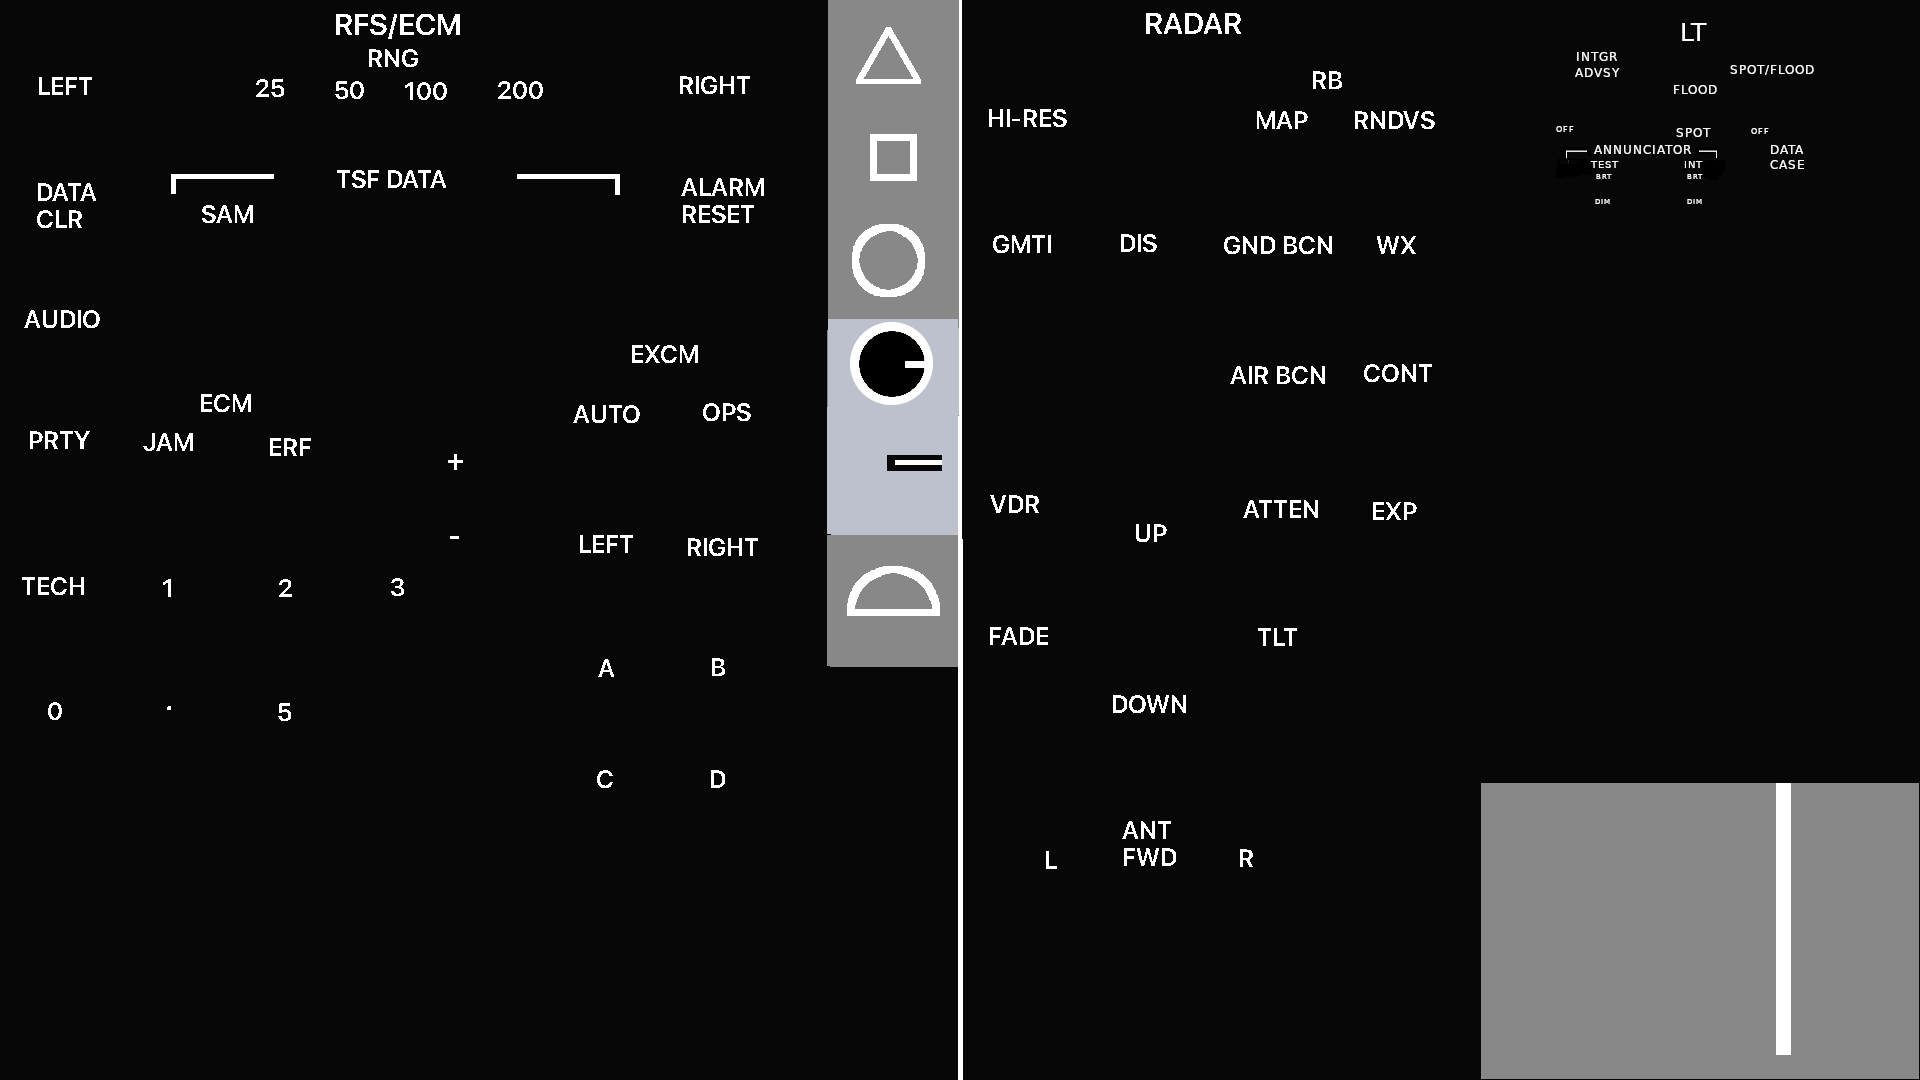 RFS/ECM
RNG
LEFT 25 50 100 200 RIGHT
DATA
CLR
TSF DATA
SAM
ALARM
RESET
AUDIO
EXCM
ECM
AUTO OPS
PRTY JAM ERF +
-
LEFT RIGHT
TECH 1 2 3
A B
0 . 5
C D
RADAR
RB
HI-RES MAP RNDVS
GMTI DIS GND BCN WX
AIR BCN CONT
VDR ATTEN EXP
UP
FADE TLT
DOWN
ANT
L FWD R
LT
INTGR
ADVSY
SPOT/FLOOD
FLOOD
OFF SPOT OFF
ANNUNCIATOR
DATA
CASE
TEST INT
BRT BRT
DIM DIM